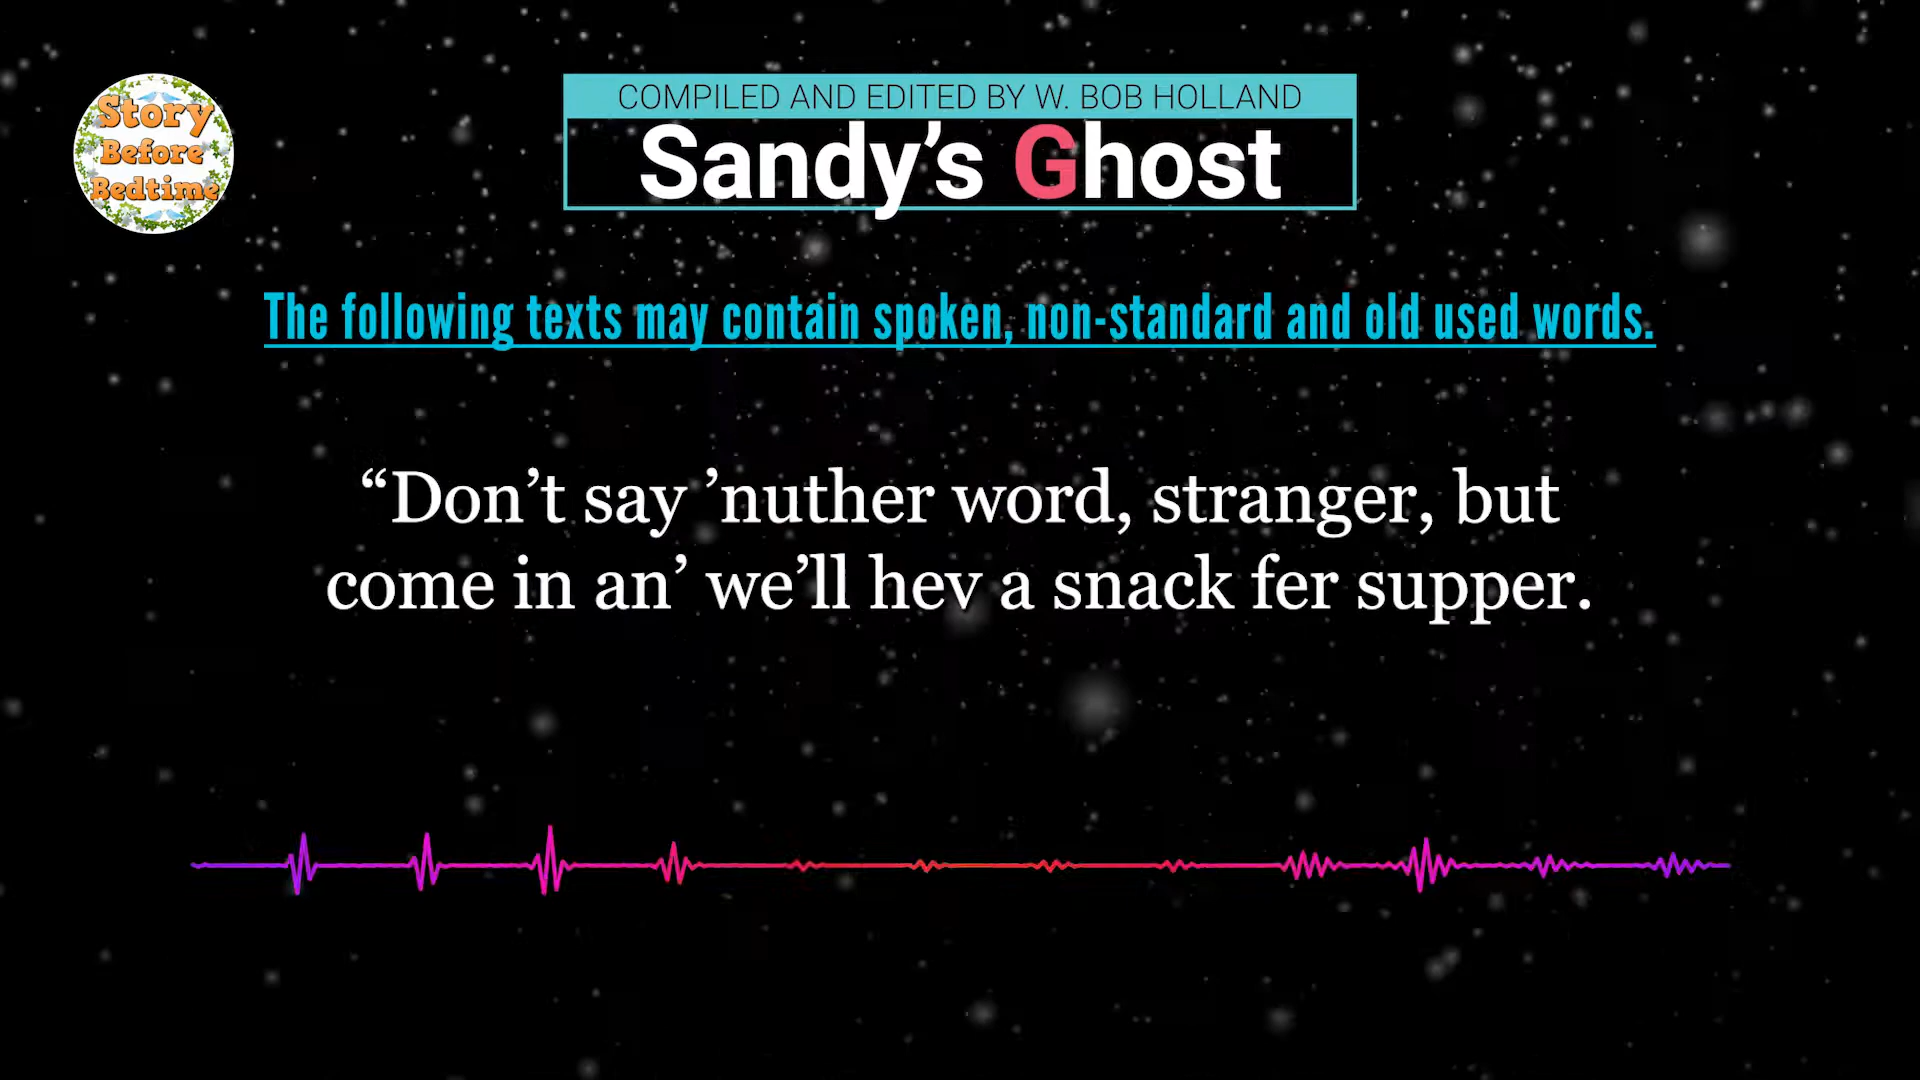 Story
Before
Bedtime
COMPILED AND EDITED BY W. BOB HOLLAND
Sandy’s Ghost
The following texts may contain spoken, non-standard and old used words.
“Don’t say ’nuther word, stranger, but
come in an’ we’ll hev a snack fer supper.